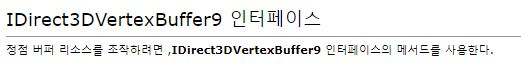 IDirect3DVertexBuffer9 인터페이스
정점 버퍼 리소스를 조작하려면 ,IDirect3DVertexBuffer9 인터페이스의 메서드를 사용한다.